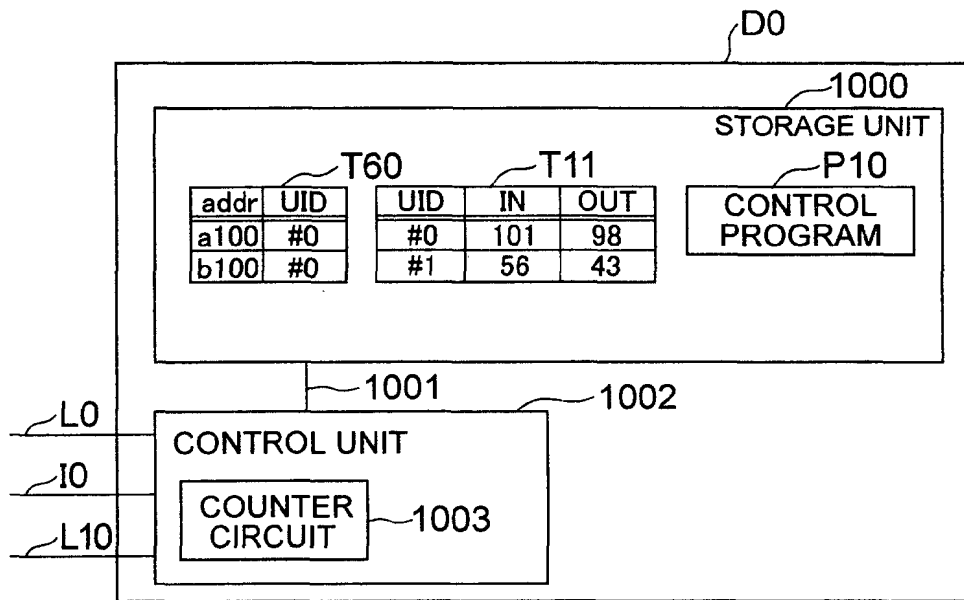 D0
1000
STORAGE UNIT
T60
T11
P10
addr UID
a100 #0
b100 #0
UID IN OUT
#0 101 98
#1 56 43
CONTROL
PROGRAM
1001
1002
L0
I0
L10
CONTROL UNIT
COUNTER
CIRCUIT
1003